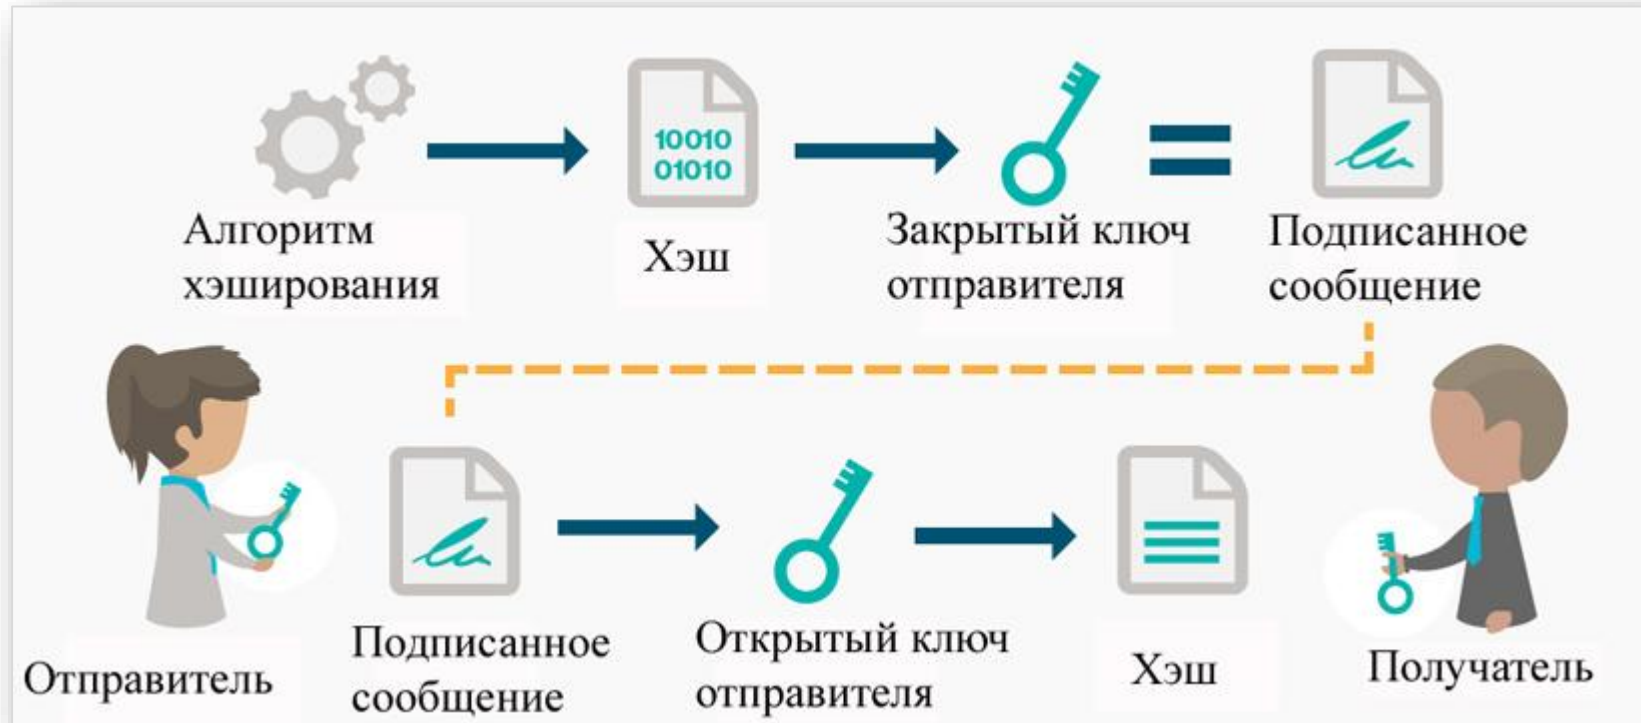 10010
01010
Алгоритм
хэширования
Хэш
Закрытый ключ
отправителя
Подписанное
сообщение
Отправитель
Подписанное
сообщение
Открытый ключ
отправителя
Хэш
Получатель